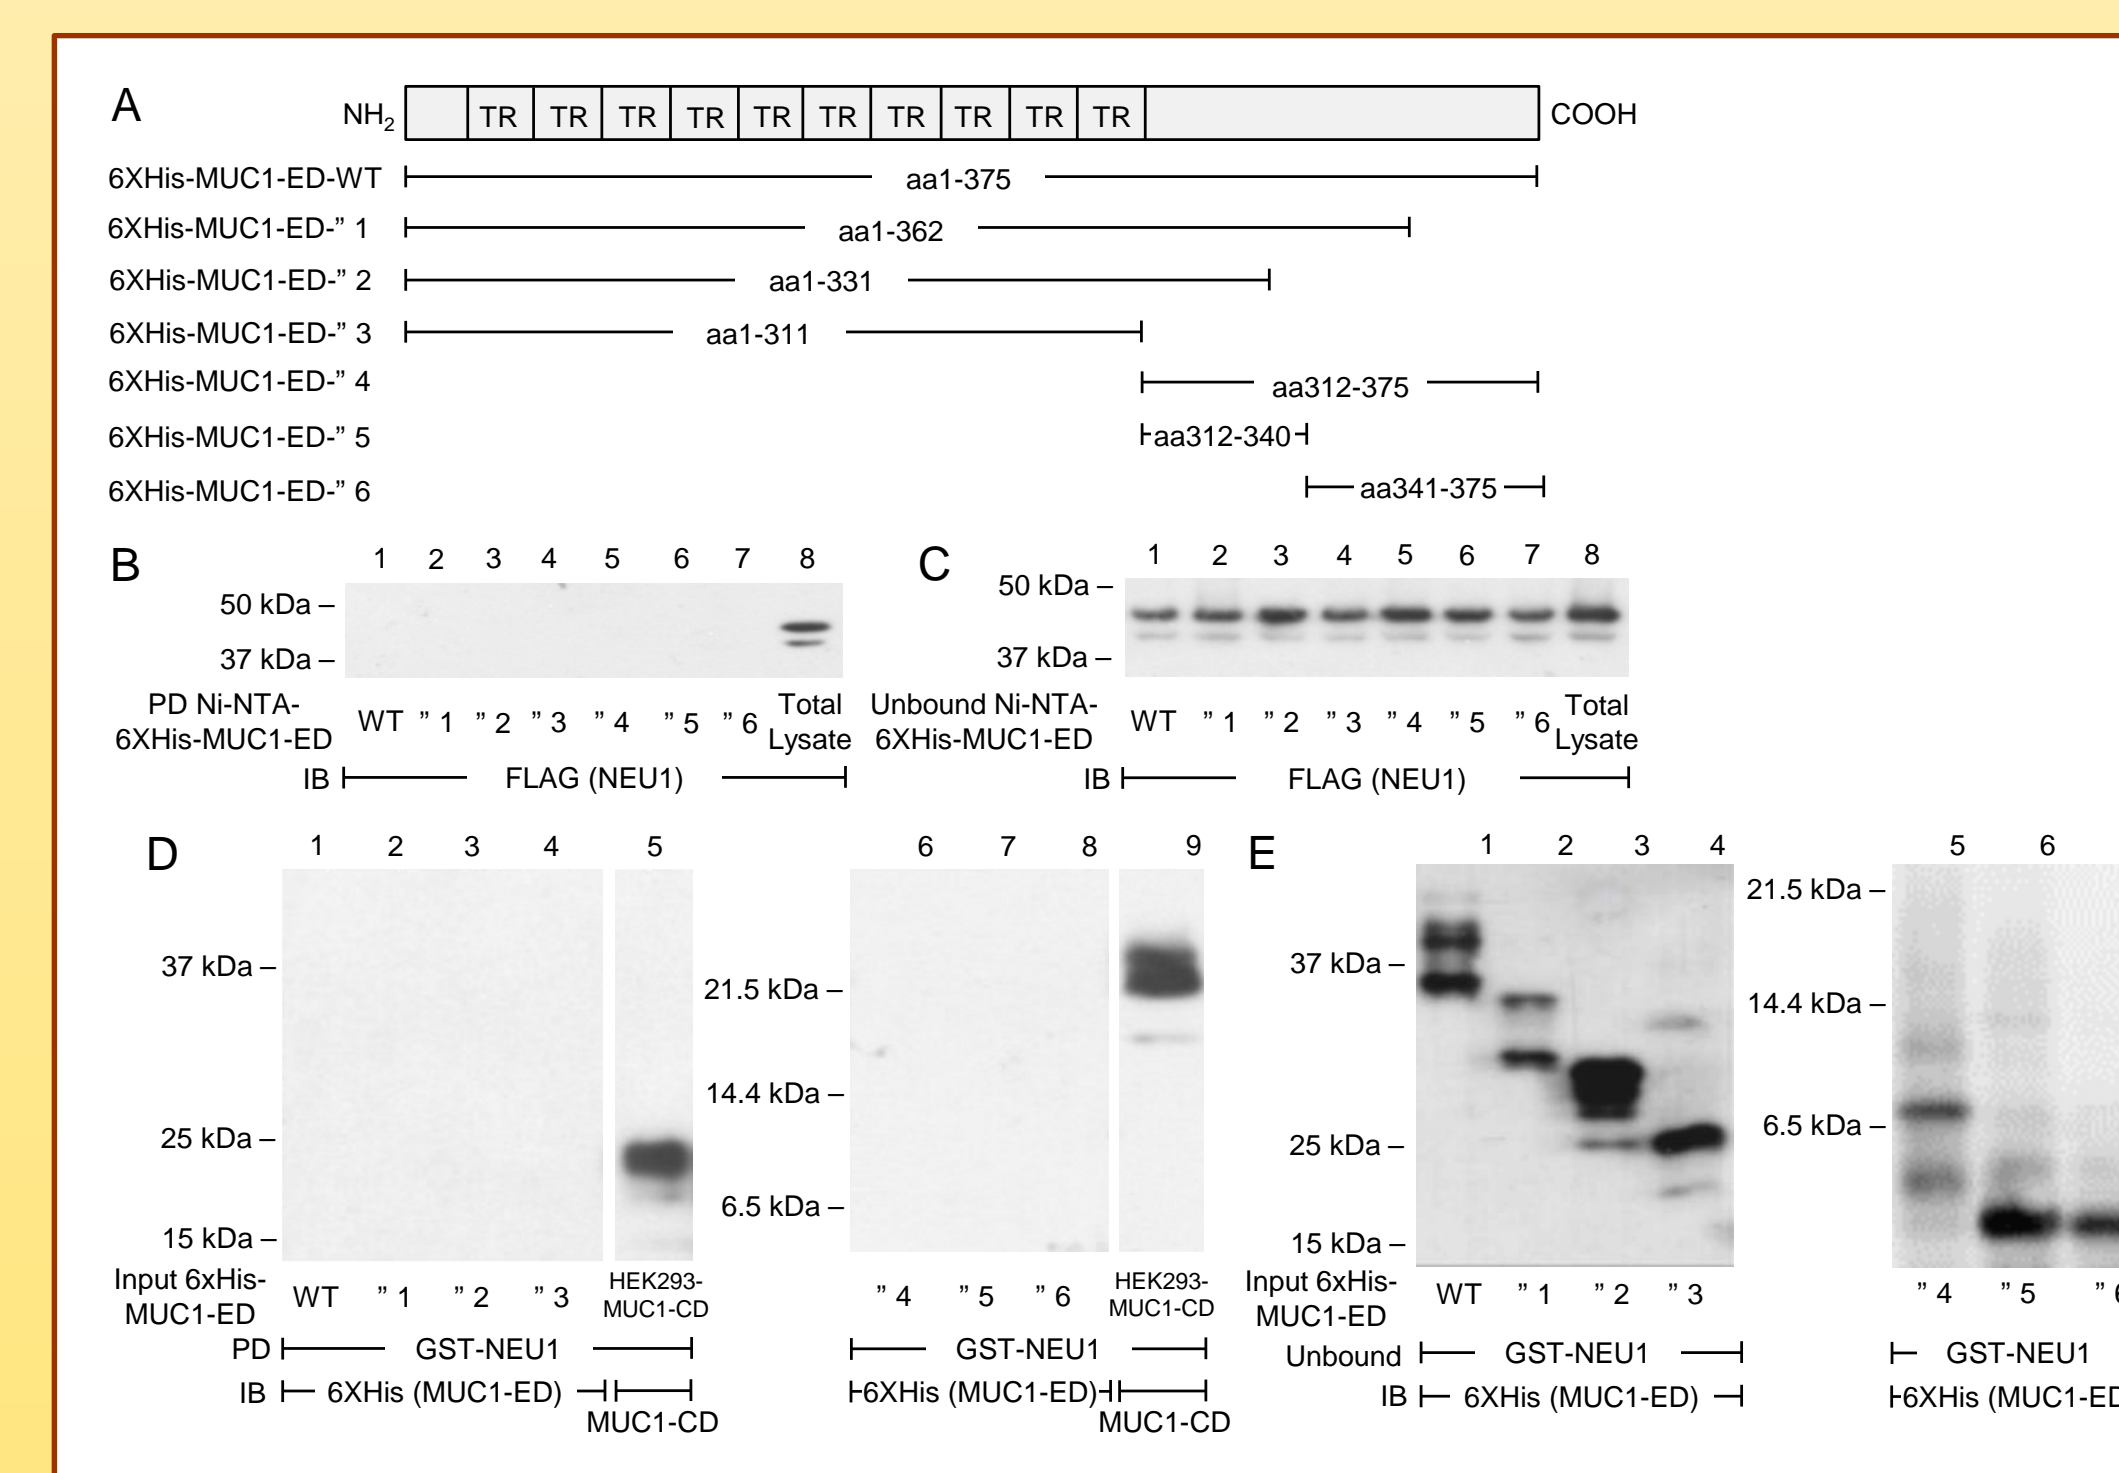 A
NH2 TR TR TR TR TR TR TR TR TR TR COOH
6XHis-MUC1-ED-WT aa1-375
6XHis-MUC1-ED-” 1 aa1-362
6XHis-MUC1-ED-” 2 aa1-331
6XHis-MUC1-ED-” 3 aa1-311
6XHis-MUC1-ED-” 4 aa312-375
6XHis-MUC1-ED-” 5 aa312-340
6XHis-MUC1-ED-” 6 aa341-375
B
1 2 3 4 5 6 7 8
50 kDa –
37 kDa –
PD Ni-NTA-
6XHis-MUC1-ED
WT ” 1 ” 2 ” 3 ” 4 ” 5 ” 6
Total
Lysate
IB FLAG (NEU1)
C
1 2 3 4 5 6 7 8
50 kDa –
37 kDa –
Unbound Ni-NTA-
6XHis-MUC1-ED
WT ” 1 ” 2 ” 3 ” 4 ” 5 ” 6
Total
Lysate
IB FLAG (NEU1)
D
1 2 3 4 5
37 kDa –
25 kDa –
15 kDa –
Input 6xHis-
MUC1-ED
WT ” 1 ” 2 ” 3
HEK293-
MUC1-CD
PD GST-NEU1
IB 6XHis (MUC1-ED)
MUC1-CD
6 7 8 9
21.5 kDa –
14.4 kDa –
6.5 kDa –
” 4 ” 5 ” 6
HEK293-
MUC1-CD
GST-NEU1
6XHis (MUC1-ED)
MUC1-CD
E
1 2 3 4
37 kDa –
25 kDa –
15 kDa –
Input 6xHis-
MUC1-ED
WT ” 1 ” 2 ” 3
Unbound GST-NEU1
IB 6XHis (MUC1-ED)
5 6
21.5 kDa –
14.4 kDa –
6.5 kDa –
” 4 ” 5 ” 6
GST-NEU1
6XHis (MUC1-ED